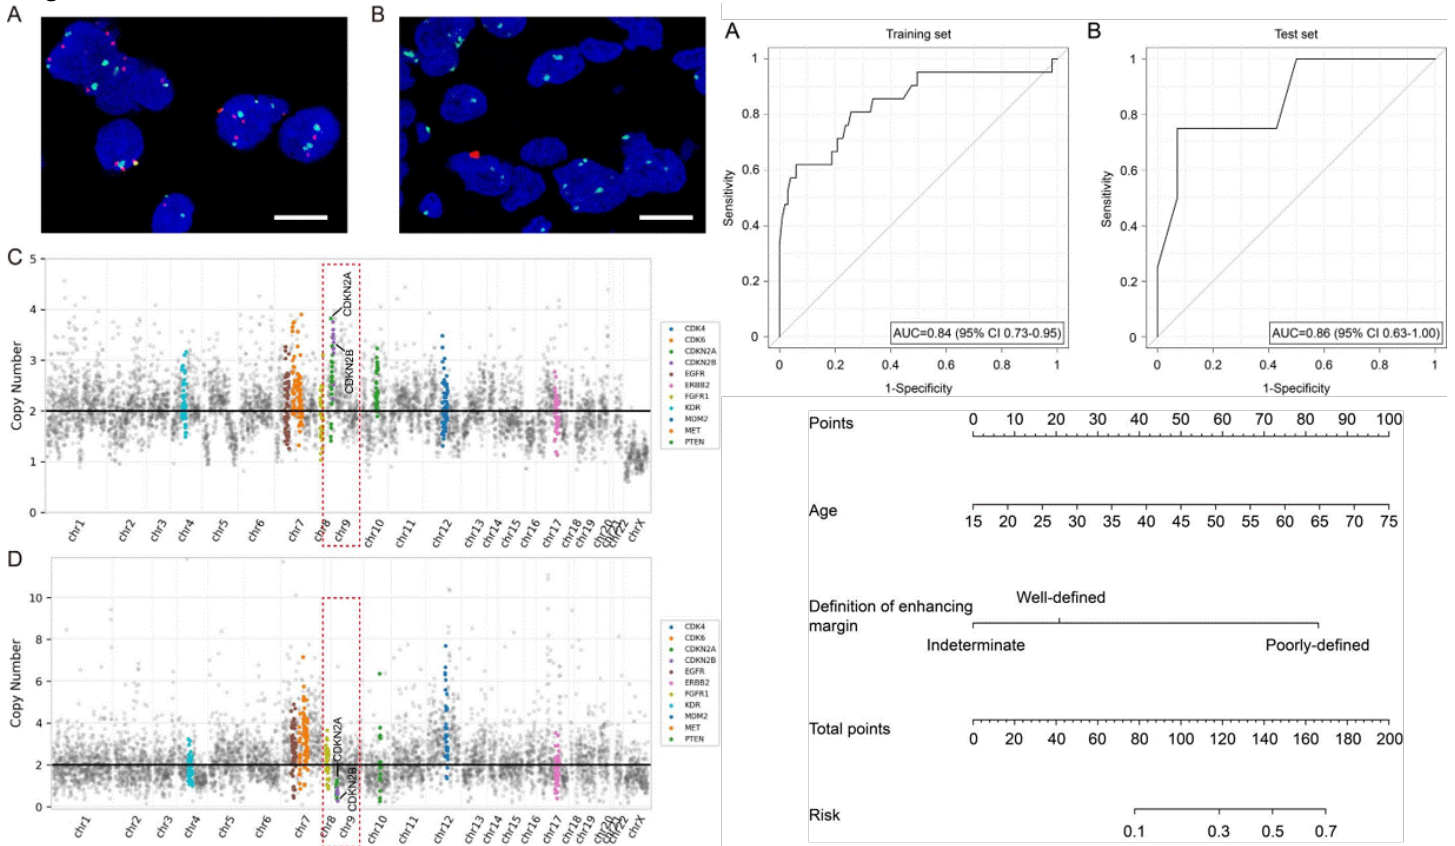 A
B
C
5
4
3
2
1
0
Copy Number
CDKN2A
CDKN2B
chr1
chr2
chr3
chr4
chr5
chr6
chr7
chr8
chr9
chr10
chr11
chr12
chr13
chr14
chr15
chr16
chr17
chr18
chr19
chr20
chr22
chrX
CDK4
CDK6
CDKN2A
CDKN2B
EGFR
ERBB2
FGFR1
KDR
MDM2
MET
PTEN
D
10
8
6
4
2
0
Copy Number
CDKN2A
CDKN2B
chr1
chr2
chr3
chr4
chr5
chr6
chr7
chr8
chr9
chr10
chr11
chr12
chr13
chr14
chr15
chr16
chr17
chr18
chr19
chr20
chr22
chrX
CDK4
CDK6
CDKN2A
CDKN2B
EGFR
ERBB2
FGFR1
KDR
MDM2
MET
PTEN
A
Training set
1
0.8
0.6
0.4
0.2
0
Sensitivity
AUC=0.84 (95% CI 0.73-0.95)
0 0.2 0.4 0.6 0.8 1
1-Specificity
B
Test set
1
0.8
0.6
0.4
0.2
0
Sensitivity
AUC=0.86 (95% CI 0.63-1.00)
0 0.2 0.4 0.6 0.8 1
1-Specificity
Points
0 10 20 30 40 50 60 70 80 90 100
Age
15 20 25 30 35 40 45 50 55 60 65 70 75
Definition of enhancing
margin
Well-defined
Indeterminate
Poorly-defined
Total points
0 20 40 60 80 100 120 140 160 180 200
Risk
0.1 0.3 0.5 0.7